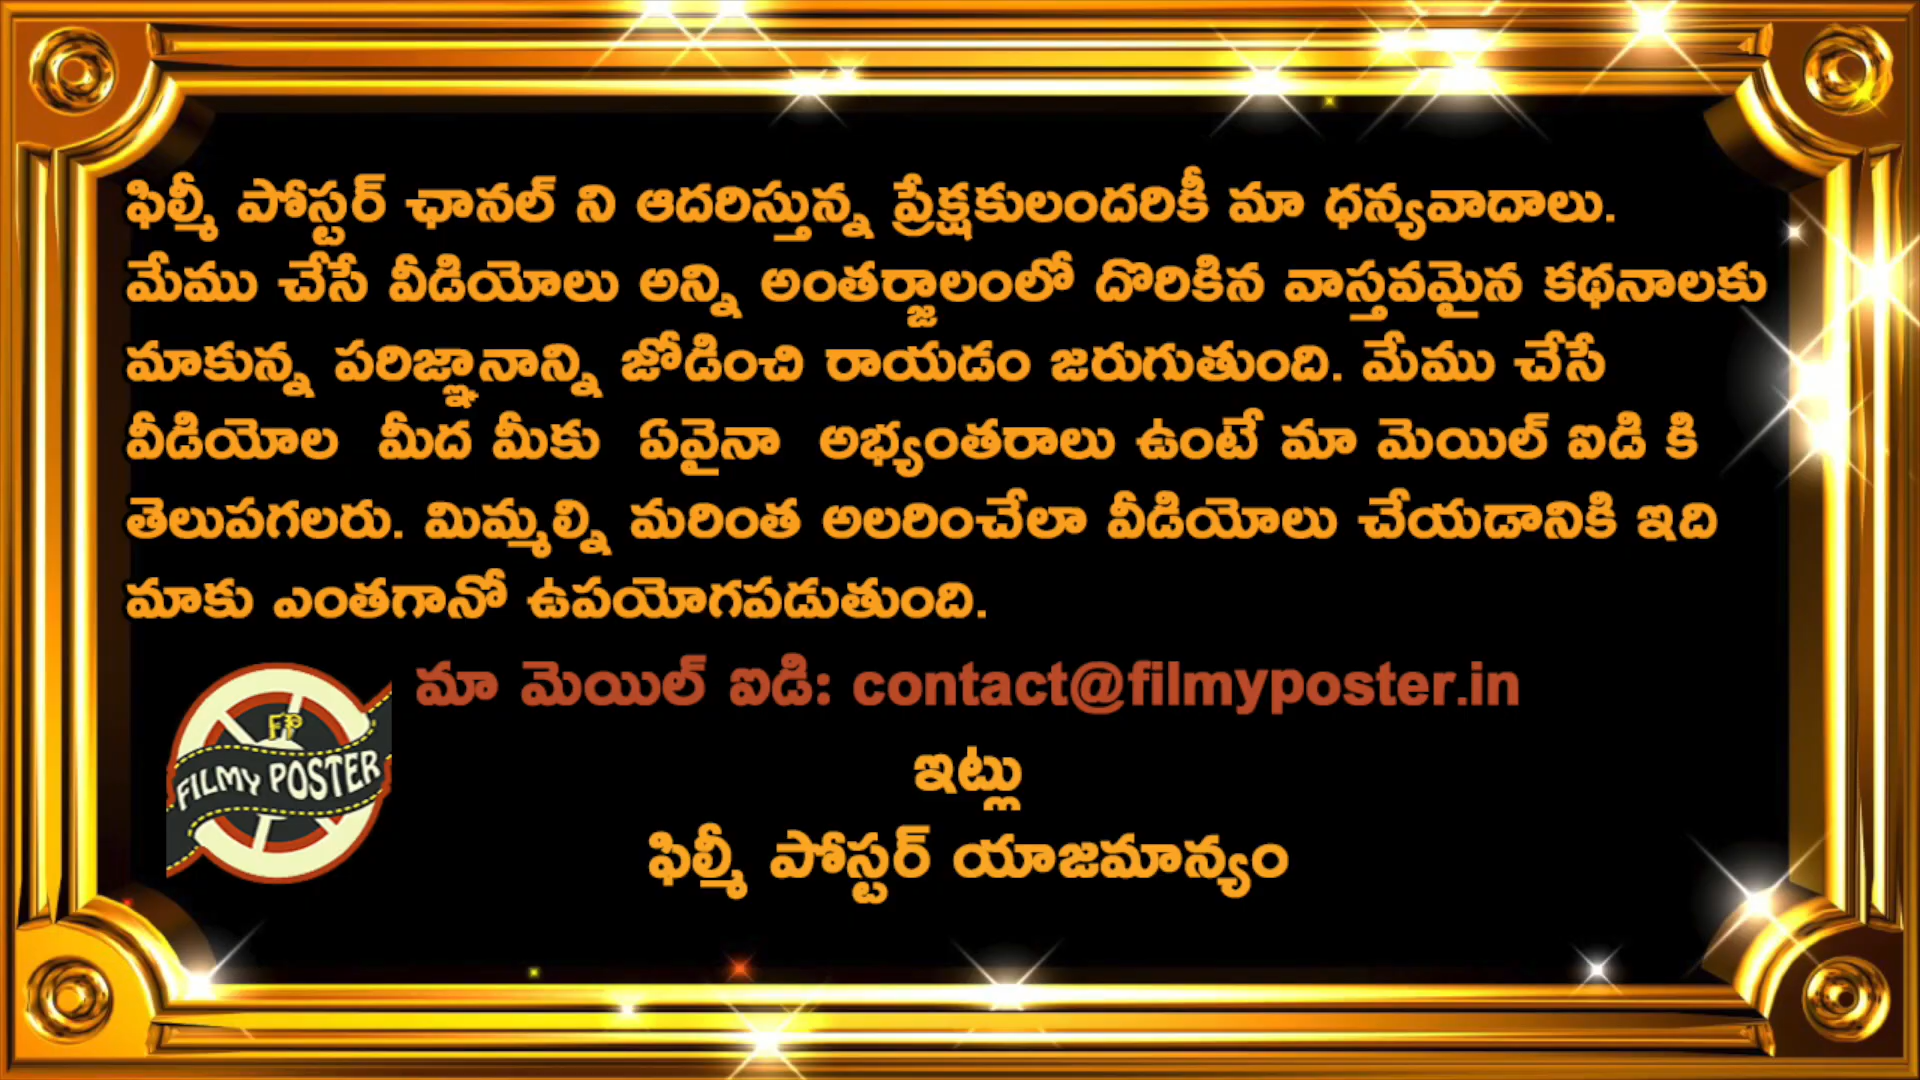 ఫిల్మీ పోస్టర్ ఛానల్ ని ఆదరిస్తున్న ప్రేక్షకులందరికీ మా ధన్యవాదాలు.
మేము చేసే వీడియోలు అన్ని అంతర్జాలంలో దొరికిన వాస్తవమైన కథనాలకు
మాకున్న పరిజ్ఞానాన్ని జోడించి రాయడం జరుగుతుంది. మేము చేసే
వీడియోల మీద మీకు ఏవైనా అభ్యంతరాలు ఉంటే మా మెయిల్ ఐడి కి
తెలుపగలరు. మిమ్మల్ని మరింత అలరించేలా వీడియోలు చేయడానికి ఇది
మాకు ఎంతగానో ఉపయోగపడుతుంది.
మా మెయిల్ ఐడి: contact@filmyposter.in
FP
FILMY POSTER
ఇట్లు
ఫిల్మీ పోస్టర్ యాజమాన్యం